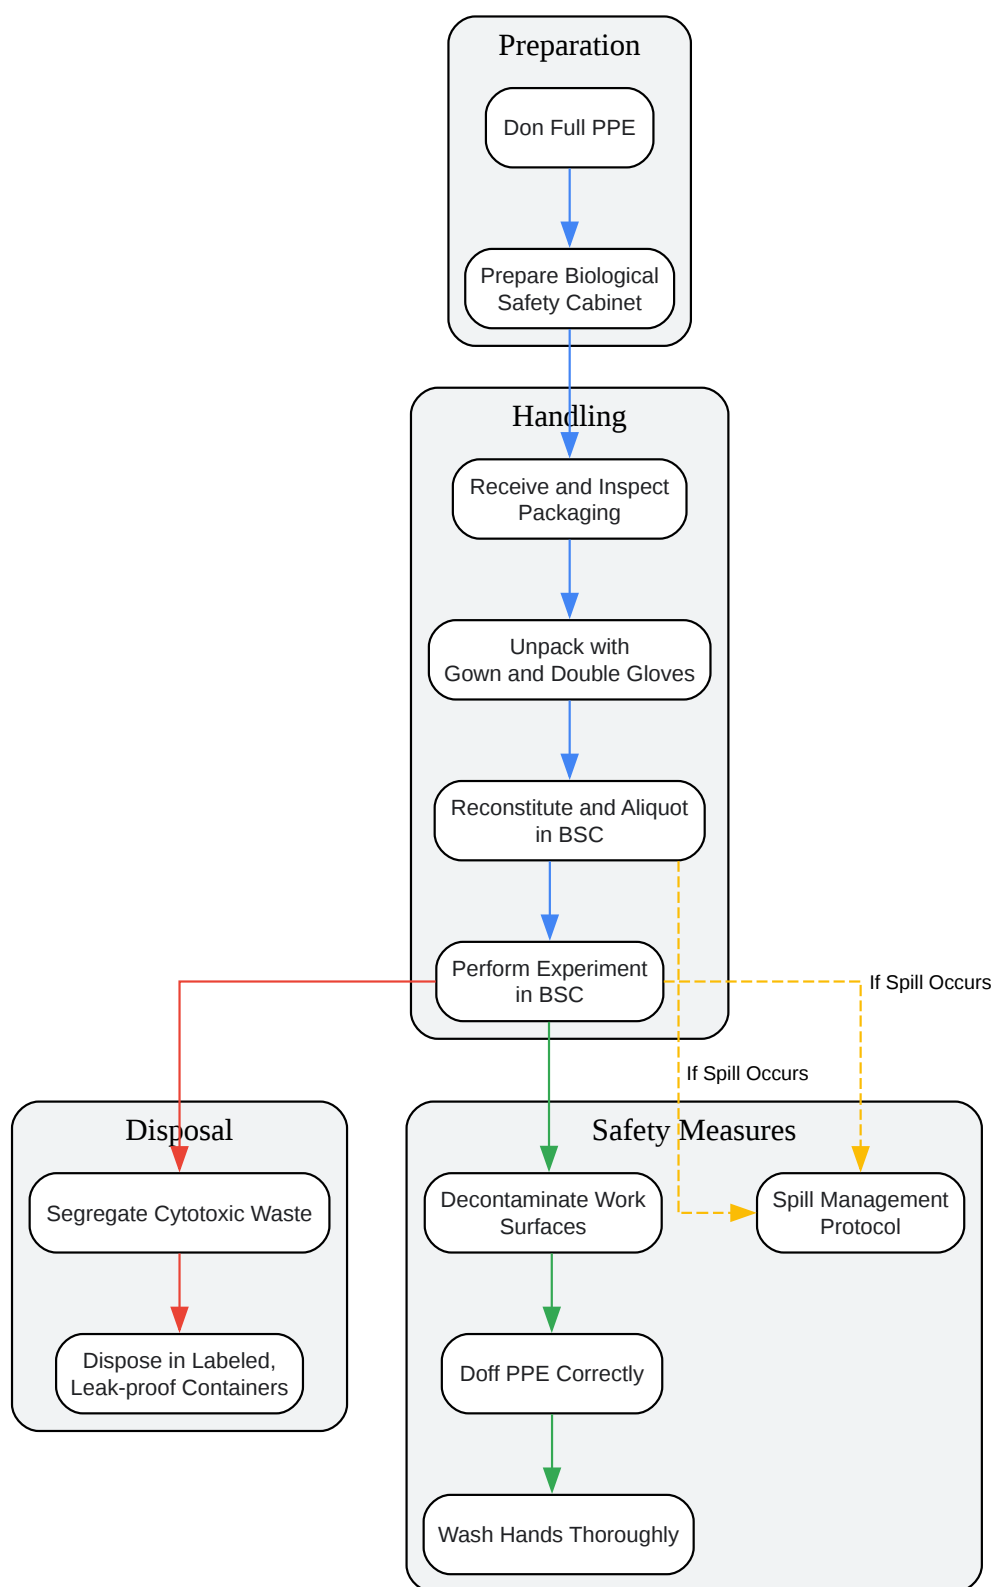 Preparation
Don Full PPE
Prepare Biological
Safety Cabinet
Handling
Receive and Inspect
Packaging
Unpack with
Gown and Double Gloves
Reconstitute and Aliquot
in BSC
Perform Experiment
in BSC
If Spill Occurs
If Spill Occurs
Disposal
Safety Measures
Segregate Cytotoxic Waste
Decontaminate Work
Surfaces
Spill Management
Protocol
Dispose in Labeled,
Leak-proof Containers
Doff PPE Correctly
Wash Hands Thoroughly